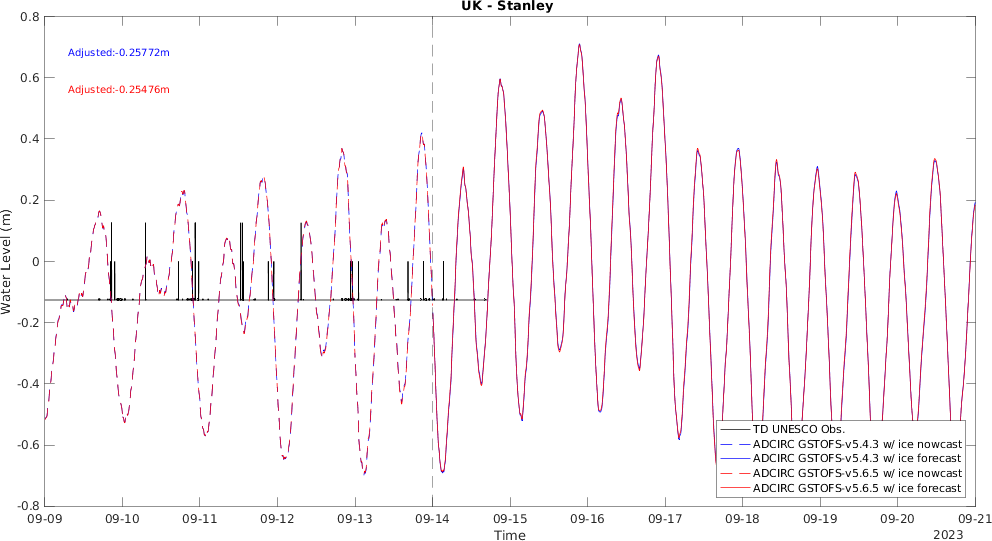 UK - Stanley
Adjusted:-0.25772m
Adjusted:-0.25476m
Water Level (m)
0.8
0.6
0.4
0.2
0
-0.2
-0.4
-0.6
-0.8
TD UNESCO Obs.
ADCIRC GSTOFS-v5.4.3 w/ ice nowcast
ADCIRC GSTOFS-v5.4.3 w/ ice forecast
ADCIRC GSTOFS-v5.6.5 w/ ice nowcast
ADCIRC GSTOFS-v5.6.5 w/ ice forecast
09-09 09-10 09-11 09-12 09-13 09-14 09-15 09-16 09-17 09-18 09-19 09-20 09-21
Time
2023